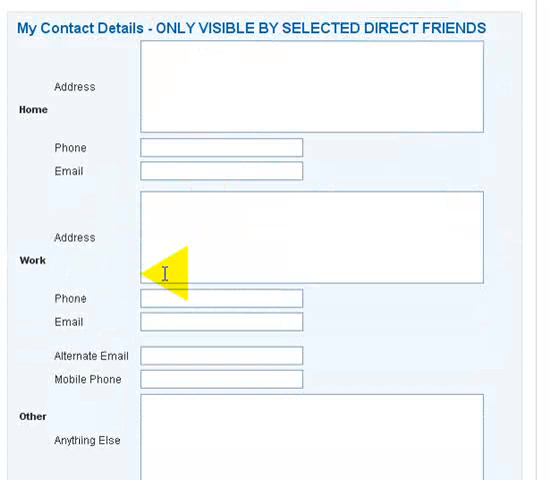 My Contact Details - ONLY VISIBLE BY SELECTED DIRECT FRIENDS
Address
Home
Phone
Email
Address
Work
Phone
Email
Alternate Email
Mobile Phone
Other
Anything Else